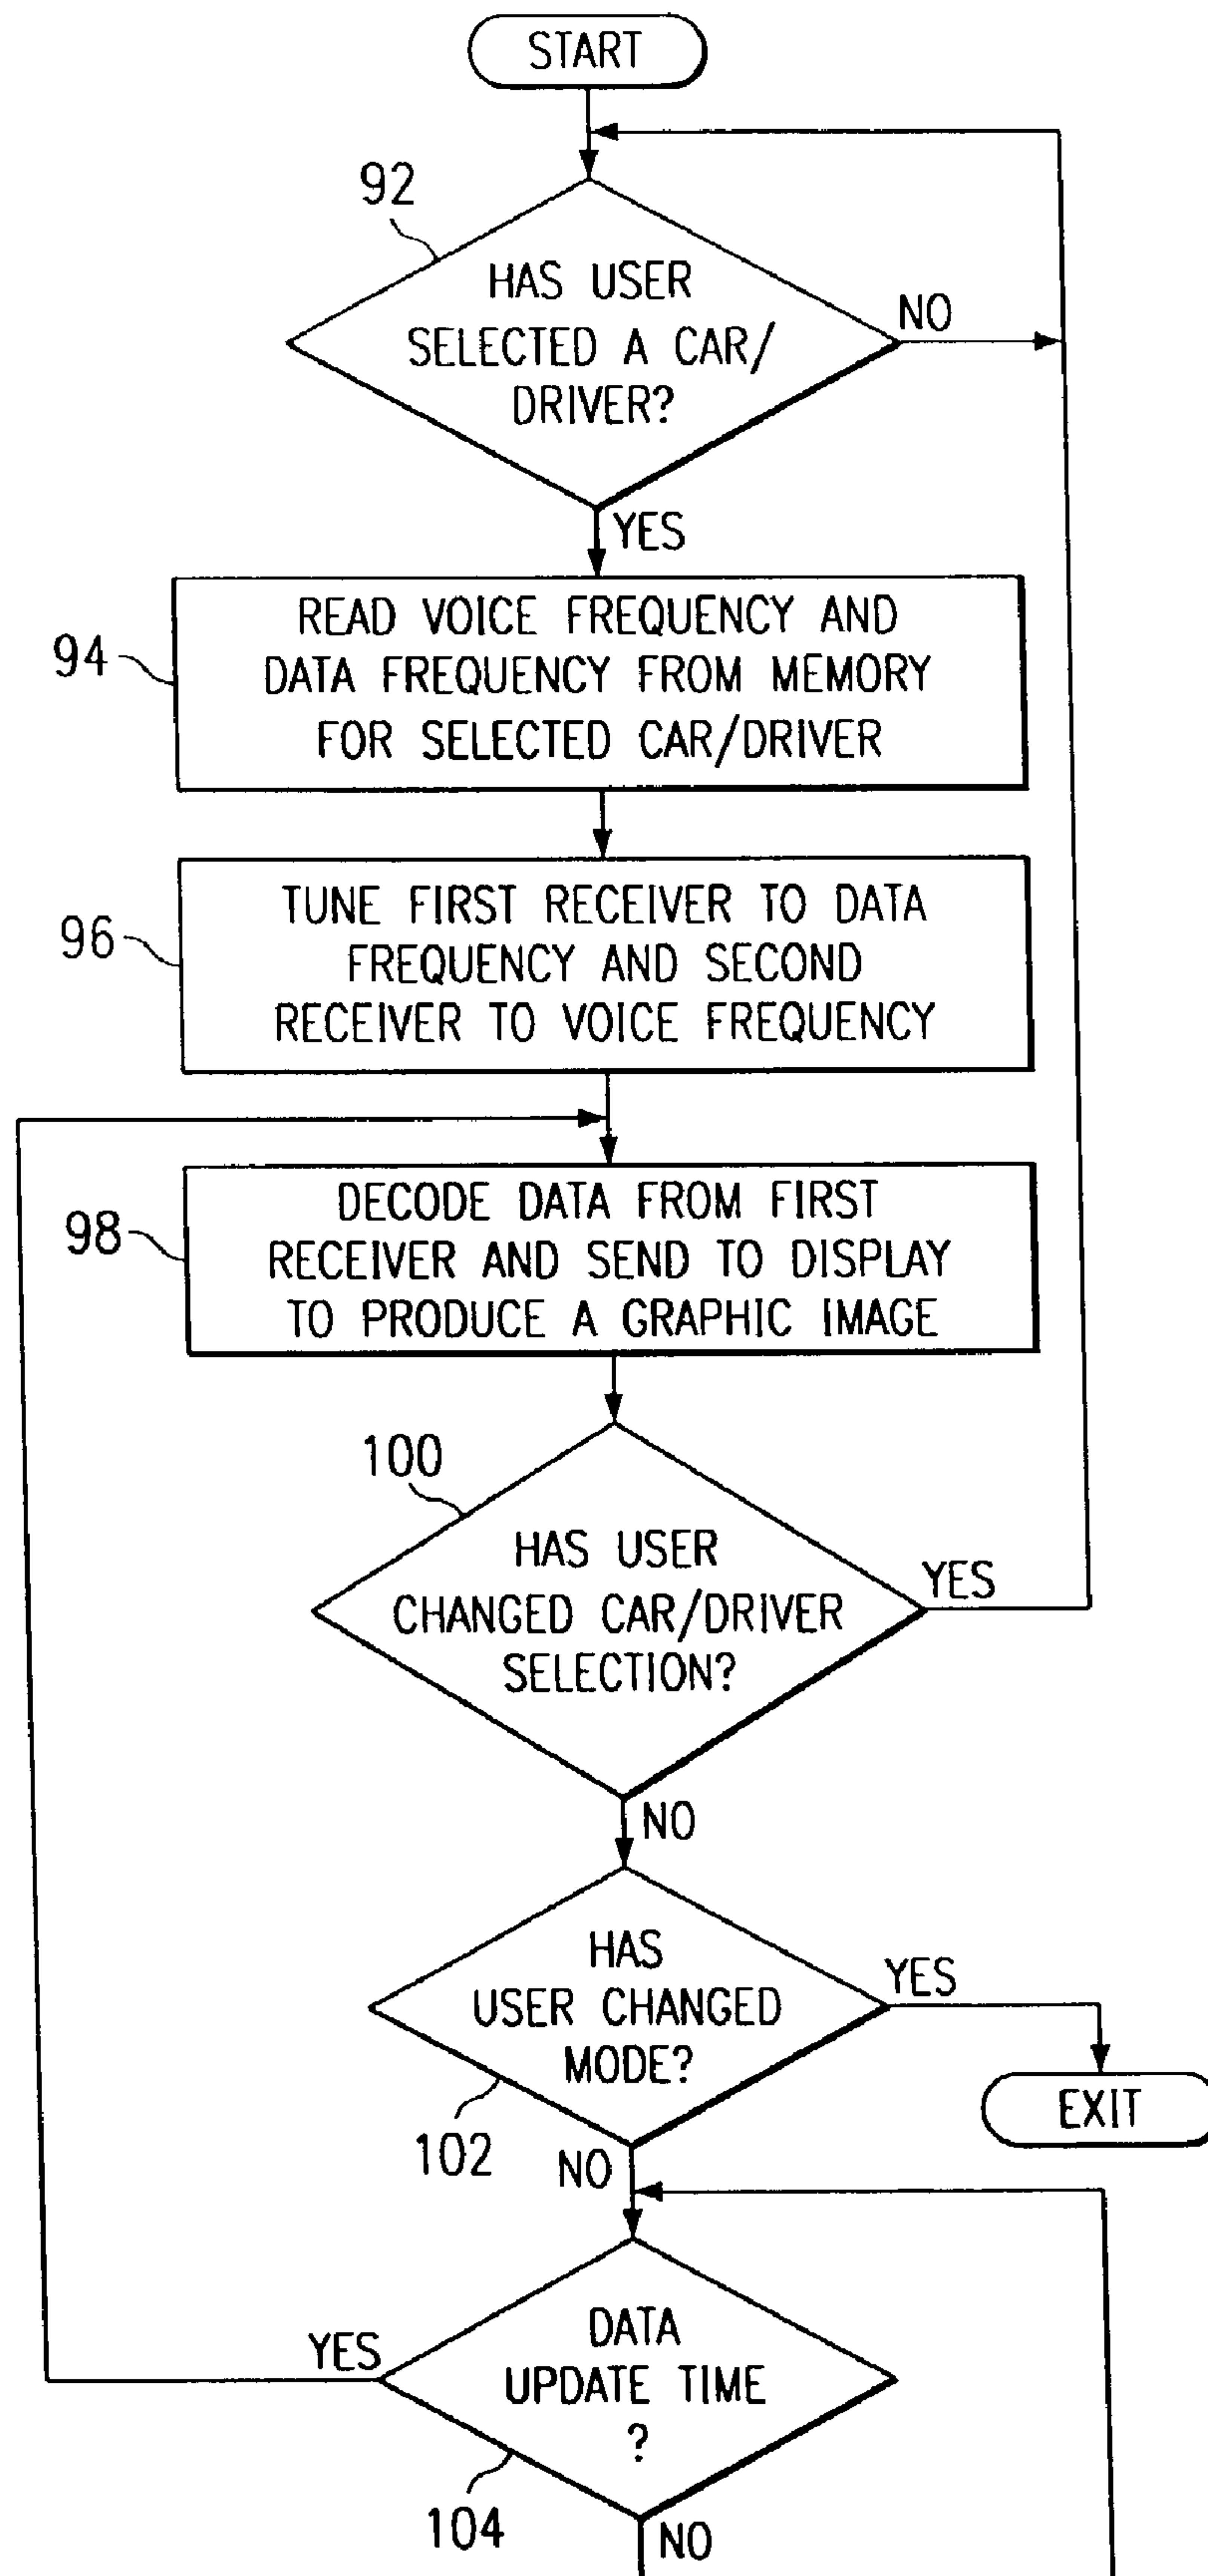 START
92
HAS USER
SELECTED A CAR/
DRIVER?
NO
YES
94
READ VOICE FREQUENCY AND
DATA FREQUENCY FROM MEMORY
FOR SELECTED CAR/DRIVER
96
TUNE FIRST RECEIVER TO DATA
FREQUENCY AND SECOND
RECEIVER TO VOICE FREQUENCY
98
DECODE DATA FROM FIRST
RECEIVER AND SEND TO DISPLAY
TO PRODUCE A GRAPHIC IMAGE
100
HAS USER
CHANGED CAR/DRIVER
SELECTION?
YES
NO
HAS
USER CHANGED
MODE?
YES
102
EXIT
NO
DATA
UPDATE TIME
?
YES
104
NO